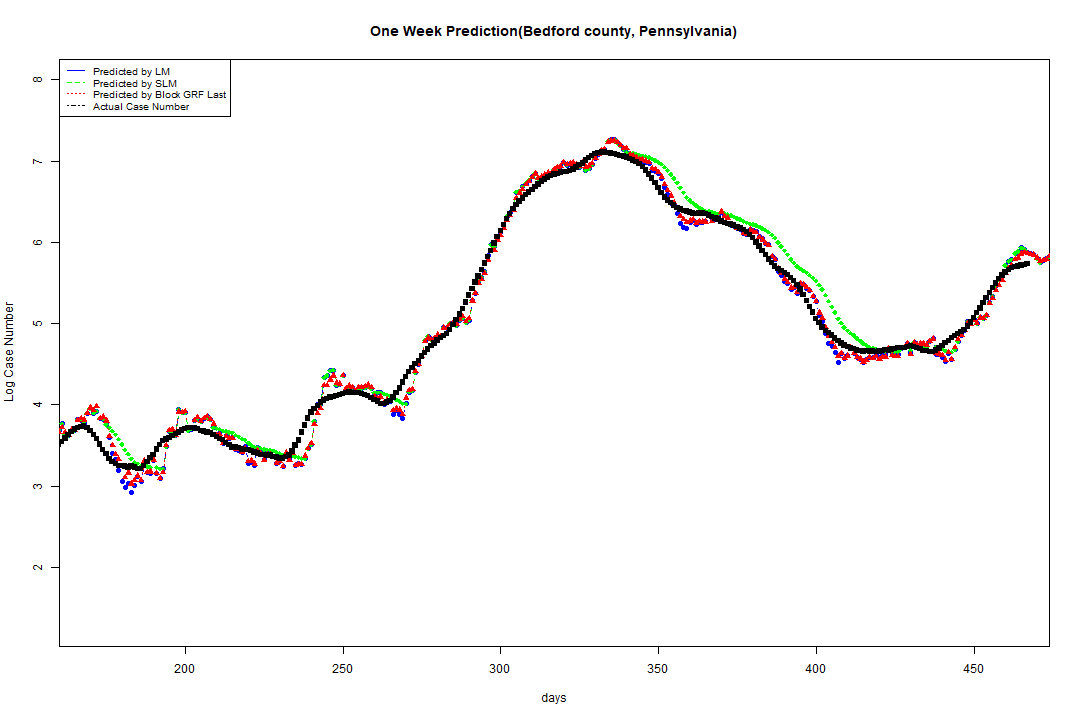 One Week Prediction(Bedford county, Pennsylvania)
Predicted by LM
Predicted by SLM
Predicted by Block GRF Last
Actual Case Number
Log Case Number
8
7
6
5
4
3
2
200 250 300 350 400 450
days